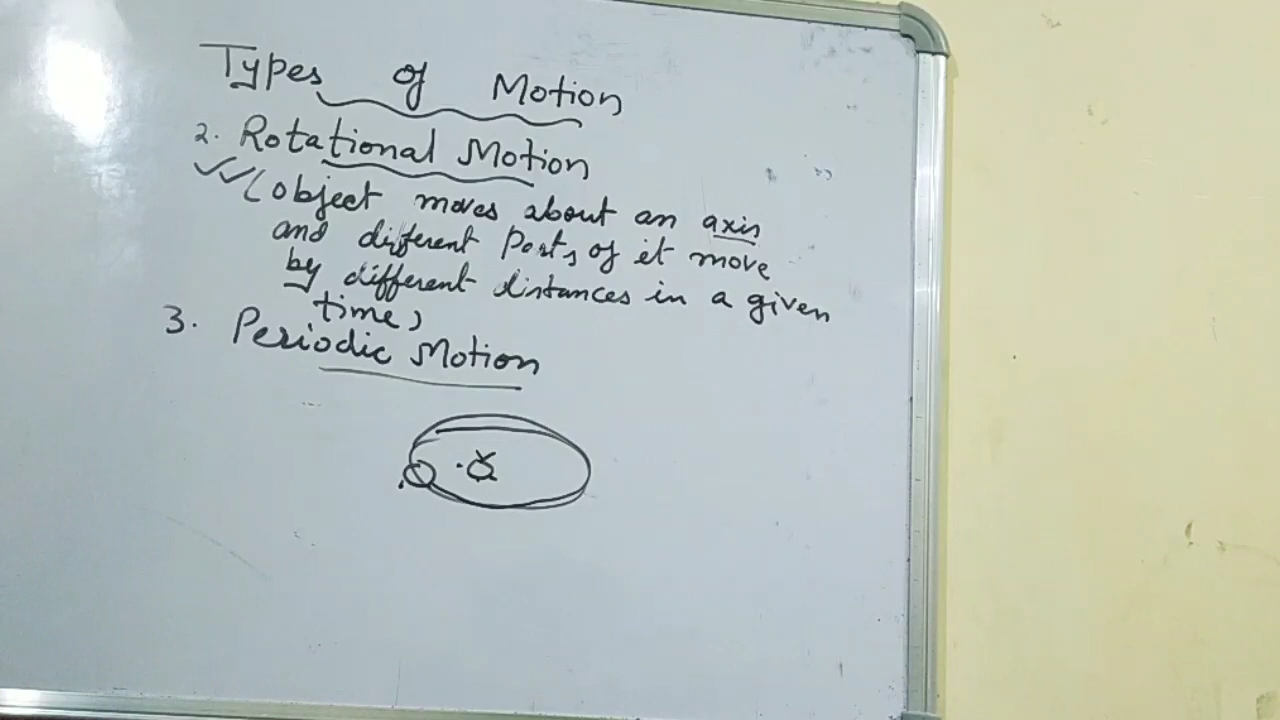 Types of Motion
2. Rotational Motion
(object moves about an axis
and different Parts of it move
by different distances in a given
time)
3. Periodic Motion